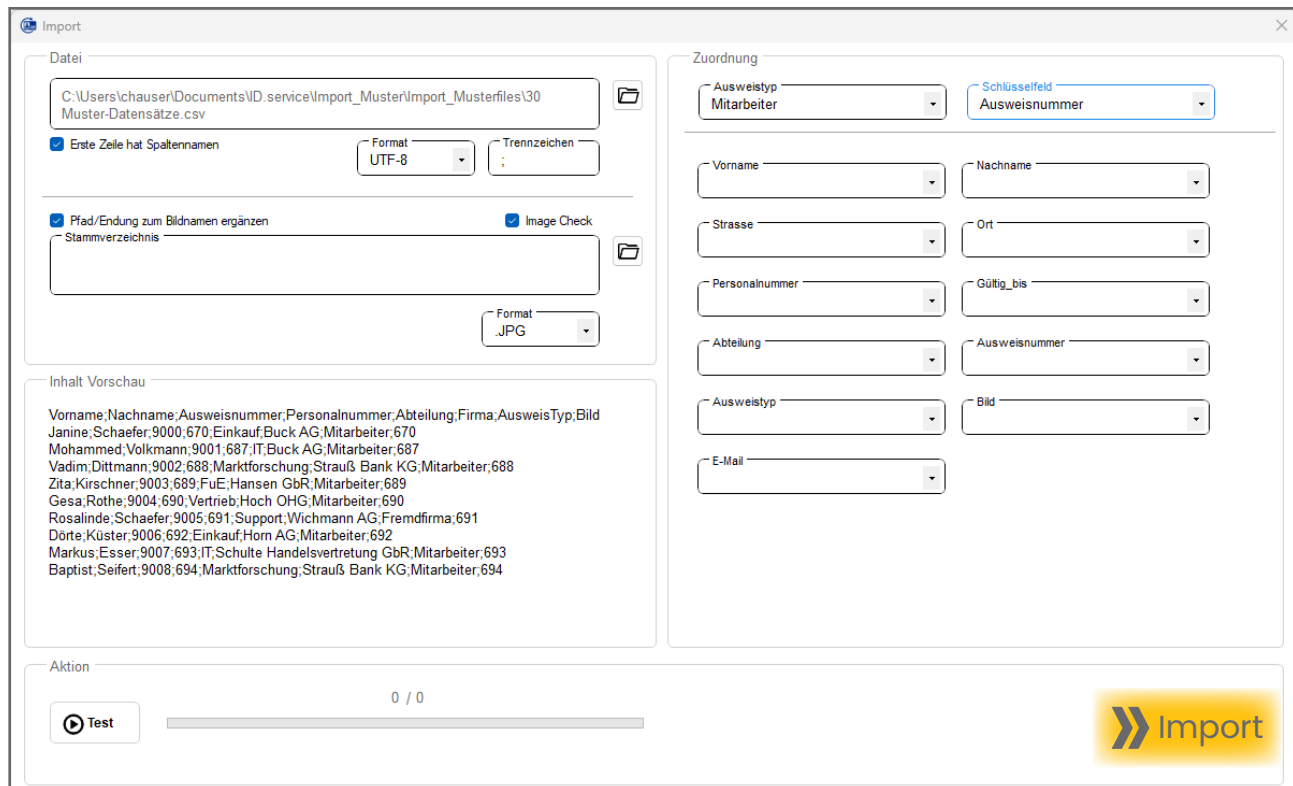 Import
Datei
C:\Users\chauser\Documents\ID.service\Import_Muster\Import_Musterfiles\30
Muster-Datensätze.csv
Erste Zeile hat Spaltennamen
Format
UTF-8
Trennzeichen
;
Pfad/Endung zum Bildnamen ergänzen
Image Check
Stammverzeichnis
Format
.JPG
Inhalt Vorschau
Vorname;Nachname;Ausweisnummer;Personalnummer;Abteilung;Firma;AusweisTyp;Bild
Janine;Schaefer;9000;670;Einkauf;Buck AG;Mitarbeiter;670
Mohammed;Volkmann;9001;687;IT;Buck AG;Mitarbeiter;687
Vadim;Dittmann;9002;688;Marktforschung;Strauß Bank KG;Mitarbeiter;688
Zita;Kirschner;9003;689;FuE;Hansen GbR;Mitarbeiter;689
Gesa;Rothe;9004;690;Vertrieb;Hoch OHG;Mitarbeiter;690
Rosalinde;Schaefer;9005;691;Support;Wichmann AG;Fremdfirma;691
Dörte;Küster;9006;692;Einkauf;Horn AG;Mitarbeiter;692
Markus;Esser;9007;693;IT;Schulte Handelsvertretung GbR;Mitarbeiter;693
Baptist;Seifert;9008;694;Marktforschung;Strauß Bank KG;Mitarbeiter;694
Zuordnung
Ausweistyp
Mitarbeiter
Schlüsselfeld
Ausweisnummer
Vorname
Nachname
Strasse
Ort
Personalnummer
Gültig_bis
Abteilung
Ausweisnummer
Ausweistyp
Bild
E-Mail
Aktion
Test
0 / 0
Import